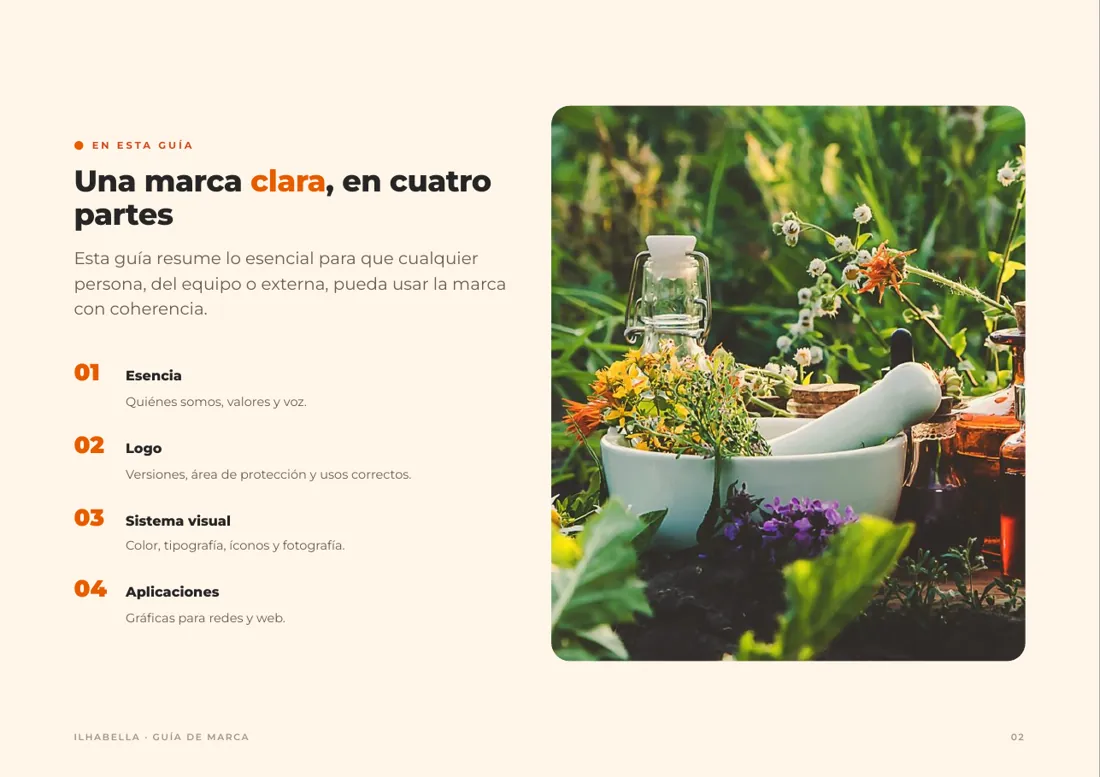 EN ESTA GUÍA
Una marca clara, en cuatro
partes
Esta guía resume lo esencial para que cualquier
persona, del equipo o externa, pueda usar la marca
con coherencia.
01 Esencia
Quiénes somos, valores y voz.
02 Logo
Versiones, área de protección y usos correctos.
03 Sistema visual
Color, tipografía, íconos y fotografía.
04 Aplicaciones
Gráficas para redes y web.
ILHABELLA · GUÍA DE MARCA 02